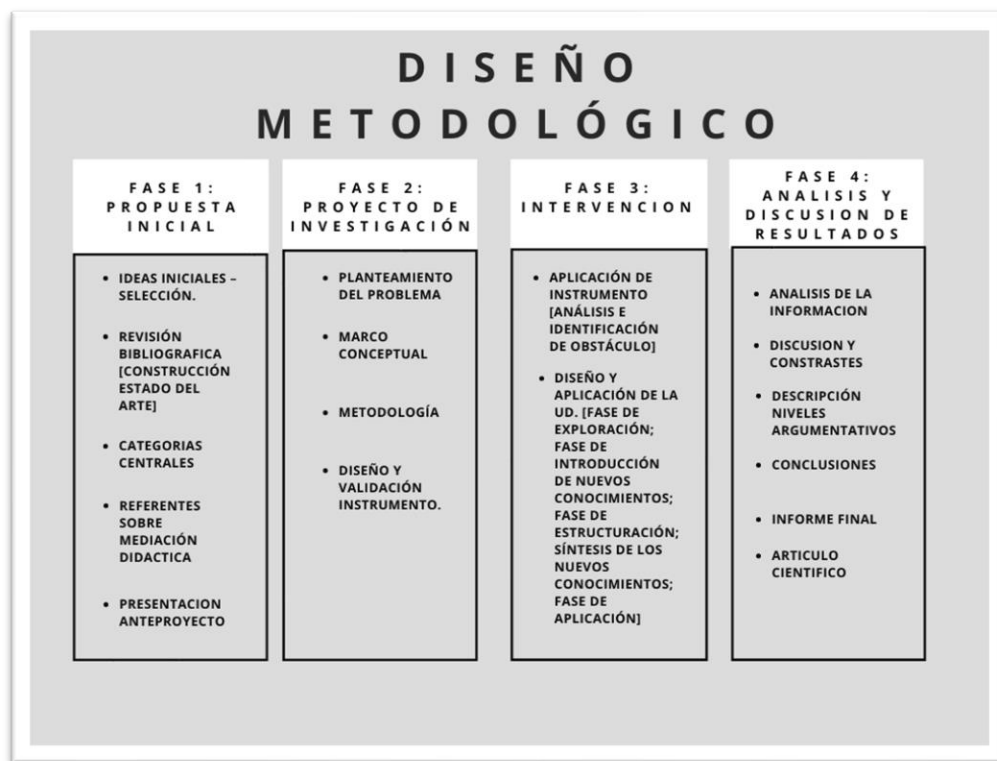 DISEÑO
METODOLÓGICO
FASE 1:
PROPUESTA
INICIAL
• IDEAS INICIALES –
SELECCIÓN.
• REVISIÓN
BIBLIOGRAFICA
[CONSTRUCCIÓN
ESTADO DEL
ARTE]
• CATEGORIAS
CENTRALES
• REFERENTES
SOBRE
MEDIACIÓN
DIDACTICA
• PRESENTACION
ANTEPROYECTO
FASE 2:
PROYECTO DE
INVESTIGACIÓN
• PLANTEAMIENTO
DEL PROBLEMA
• MARCO
CONCEPTUAL
• METODOLOGÍA
• DISEÑO Y
VALIDACIÓN
INSTRUMENTO.
FASE 3:
INTERVENCION
• APLICACIÓN DE
INSTRUMENTO
[ANÁLISIS E
IDENTIFICACIÓN
DE OBSTÁCULO]
• DISEÑO Y
APLICACIÓN DE LA
UD. [FASE DE
EXPLORACIÓN;
FASE DE
INTRODUCCIÓN
DE NUEVOS
CONOCIMIENTOS;
FASE DE
ESTRUCTURACIÓN;
SÍNTESIS DE LOS
NUEVOS
CONOCIMIENTOS;
FASE DE
APLICACIÓN]
FASE 4:
ANALISIS Y
DISCUSION DE
RESULTADOS
• ANALISIS DE LA
INFORMACION
• DISCUSION Y
CONSTRASTES
• DESCRIPCIÓN
NIVELES
ARGUMENTATIVOS
• CONCLUSIONES
• INFORME FINAL
• ARTICULO
CIENTIFICO